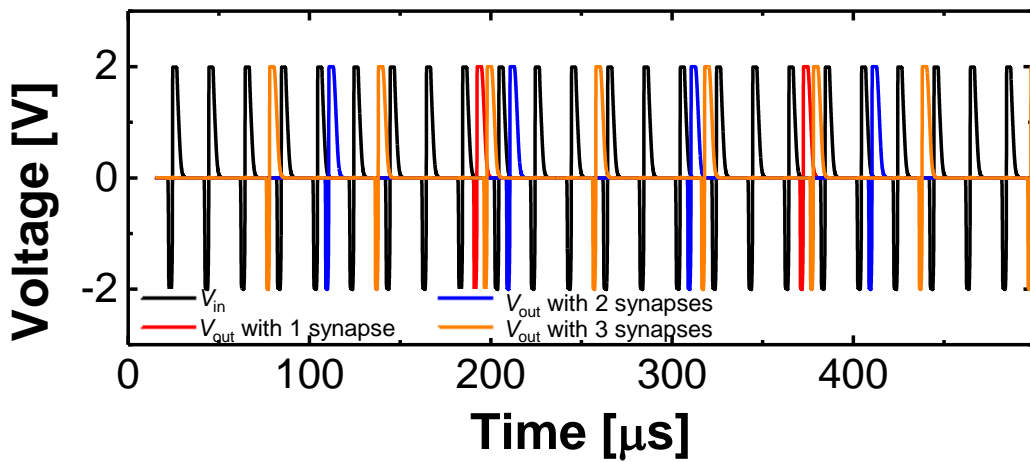 Voltage [V]
2
0
-2
V_in
V_out with 1 synapse
V_out with 2 synapses
V_out with 3 synapses
0 100 200 300 400
Time [μs]